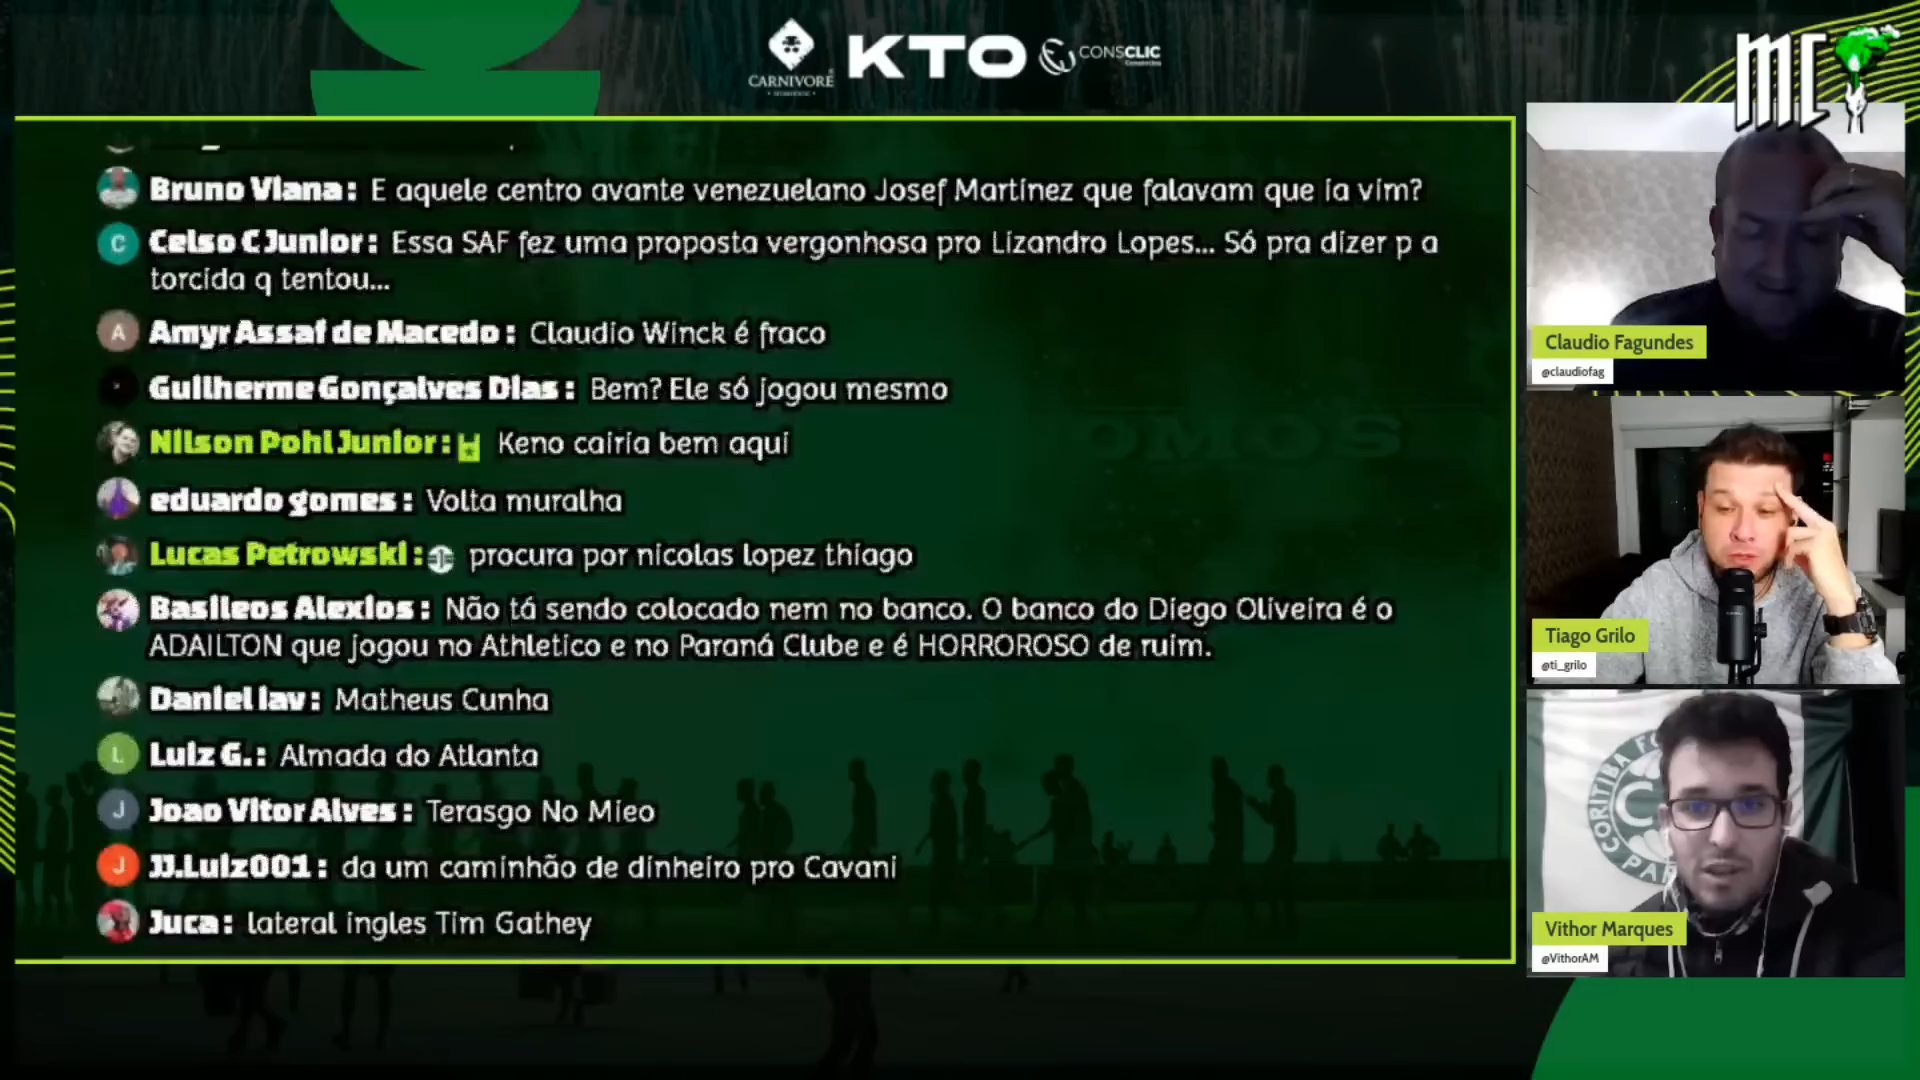 CARNIVORE
KTO
CONSCLIC
MC
Bruno Viana: E aquele centro avante venezuelano Josef Martinez que falavam que ia vim?
Celso C Junior: Essa SAF fez uma proposta vergonhosa pro Lizandro Lopes... Só pra dizer p a
torcida q tentou...
Amyr Assaf de Macedo: Claudio Winck é fraco
Guilherme Gonçalves Dias: Bem? Ele só jogou mesmo
Nilson Pohl Junior: Keno cairia bem aqui
eduardo gomes: Volta muralha
Lucas Petrowski: procura por nicolas lopez thiago
Basileos Alexios: Não tá sendo colocado nem no banco. O banco do Diego Oliveira é o
ADAILTON que jogou no Athletico e no Paraná Clube e é HORROROSO de ruim.
Daniel lav: Matheus Cunha
Luiz G.: Almada do Atlanta
Joao Vitor Alves: Terasgo No Mieo
JJ.Luiz001: da um caminhão de dinheiro pro Cavani
Juca: lateral ingles Tim Gathey
OMOS
Claudio Fagundes
@claudiofag
Tiago Grilo
@ti_grilo
CORITIBA FO
PAR
Vithor Marques
@VithorAM